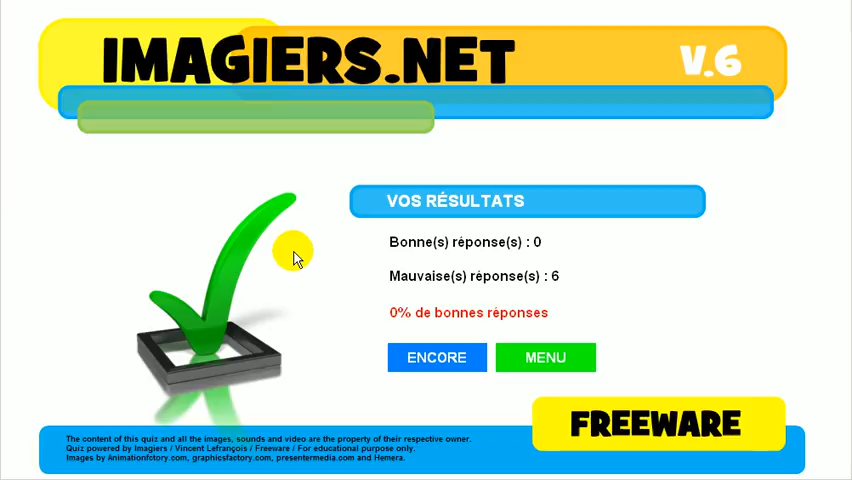 IMAGIERS.NET
V.6
VOS RÉSULTATS
Bonne(s) réponse(s) : 0
Mauvaise(s) réponse(s) : 6
0% de bonnes réponses
ENCORE
MENU
FREEWARE
The content of this quiz and all the images, sounds and video are the property of their respective owner.
Quiz powered by Imagiers / Vincent Lefrançois / Freeware / For educational purpose only.
Images by Animationfctory.com, graphicsfactory.com, presentermedia.com and Hemera.